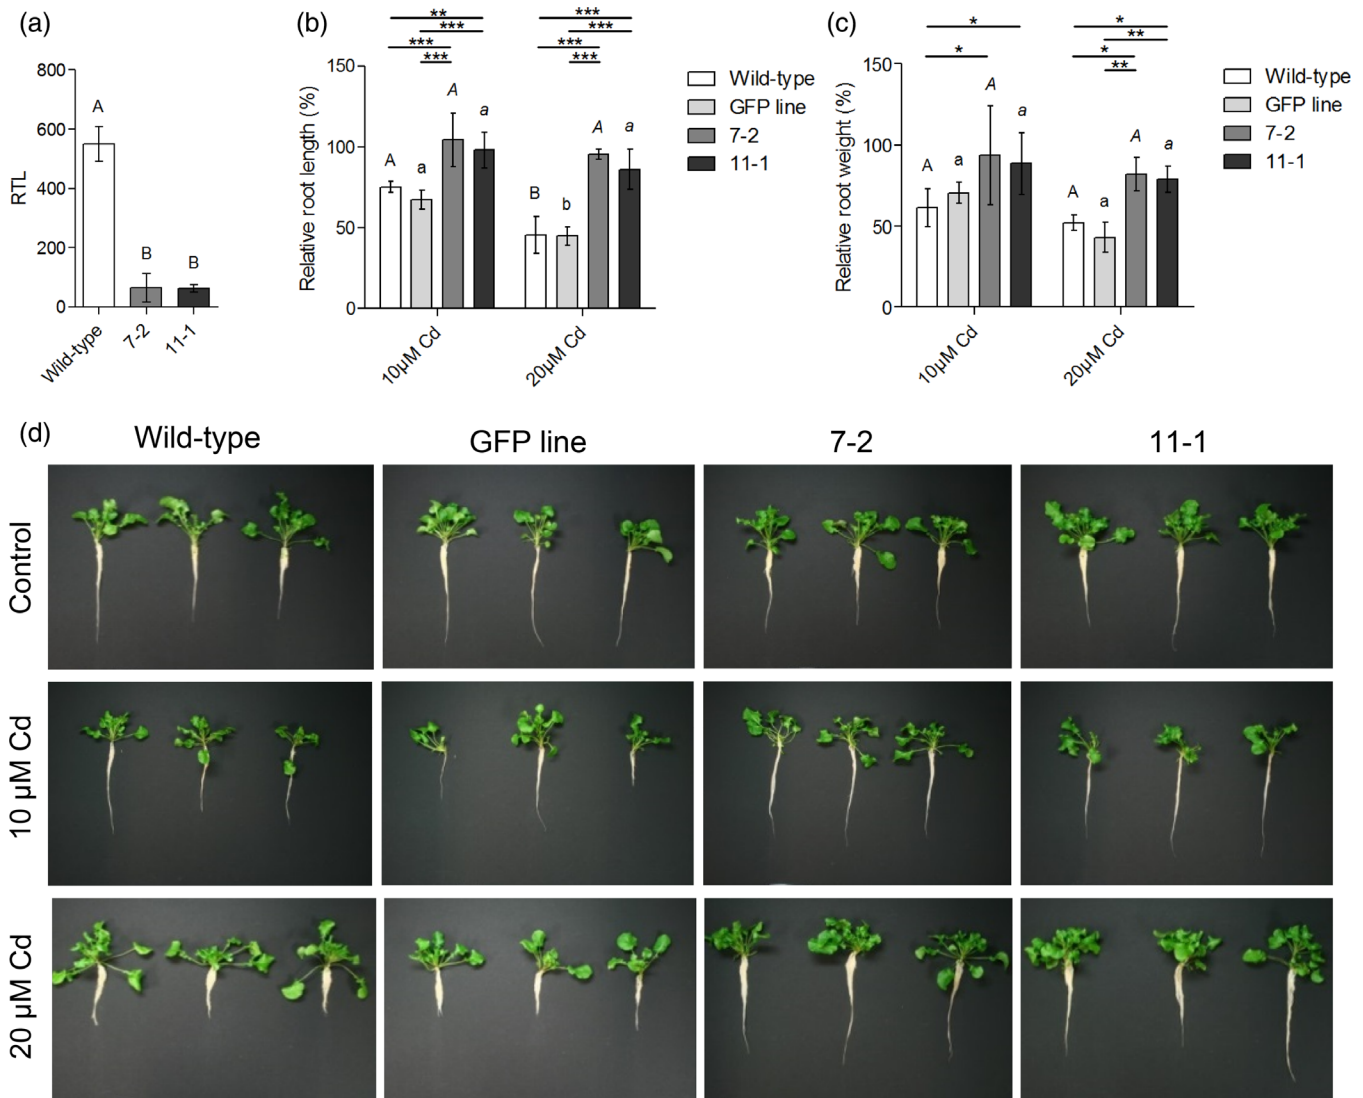 (a)
800
600
400
200
0
RTL
A
B
B
Wild-type
7-2
11-1
(b)
**
***
***
***
***
***
***
***
150
100
50
0
Relative root length (%)
A
a
A
a
B
b
A
a
10µM Cd
20µM Cd
Wild-type
GFP line
7-2
11-1
(c)
*
*
*
**
*
**
150
100
50
0
Relative root weight (%)
A
a
A
a
A
a
A
a
10µM Cd
20µM Cd
Wild-type
GFP line
7-2
11-1
(d)
Wild-type
GFP line
7-2
11-1
Control
10 µM Cd
20 µM Cd